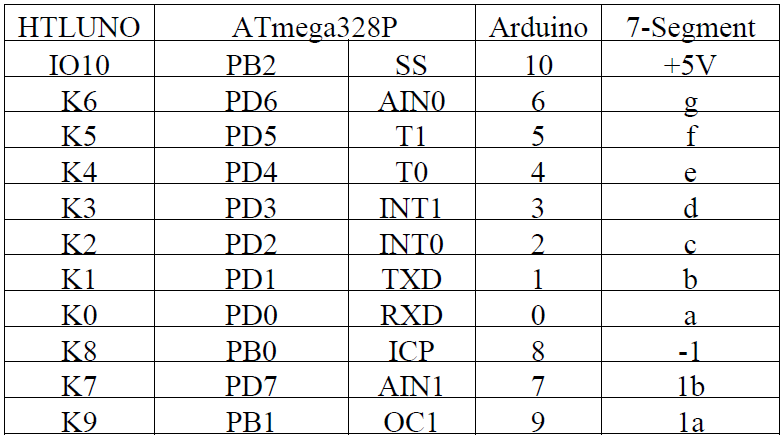 HTLUNO ATmega328P Arduino 7-Segment
IO10 PB2 SS 10 +5V
K6 PD6 AIN0 6 g
K5 PD5 T1 5 f
K4 PD4 T0 4 e
K3 PD3 INT1 3 d
K2 PD2 INT0 2 c
K1 PD1 TXD 1 b
K0 PD0 RXD 0 a
K8 PB0 ICP 8 -1
K7 PD7 AIN1 7 1b
K9 PB1 OC1 9 1a